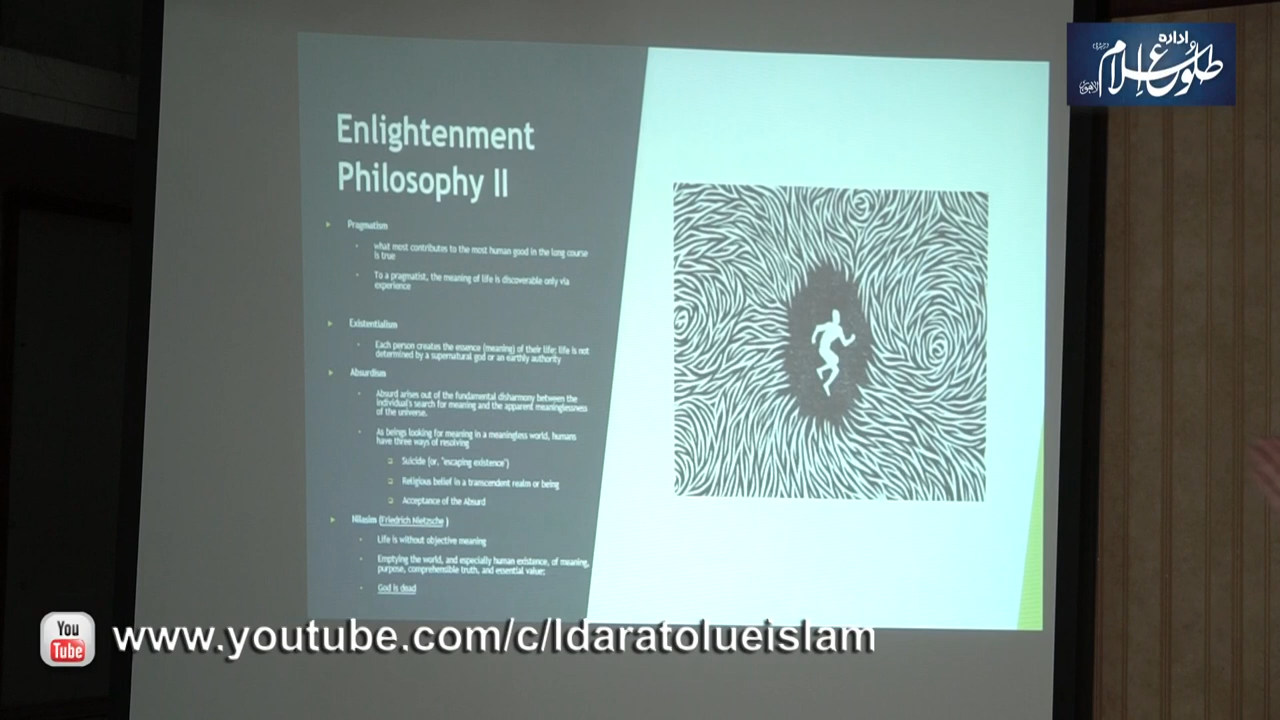 ادارہ
طلوع اسلام
لاہور
Enlightenment
Philosophy II
Pragmatism
what most contributes to the most human good in the long course
is true
To a pragmatist, the meaning of life is discoverable only via
experience
Existentialism
Each person creates the essence (meaning) of their life; life is not
determined by a supernatural god or an earthly authority
Absurdism
Absurd arises out of the fundamental disharmony between the
individual's search for meaning and the apparent meaninglessness
of the universe.
As beings looking for meaning in a meaningless world, humans
have three ways of resolving
Suicide (or, "escaping existence")
Religious belief in a transcendent realm or being
Acceptance of the Absurd
Nilasim (Friedrich Nietzsche )
Life is without objective meaning
Emptying the world, and especially human existence, of meaning,
purpose, comprehensible truth, and essential value;
God is dead
You
Tube
www.youtube.com/c/Idaratolueislam